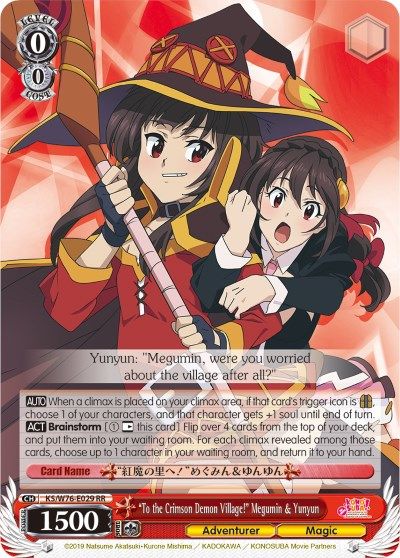 LEVEL
0
0
COST
Yunyun: "Megumin, were you worried
about the village after all?"
AUTO When a climax is placed on your climax area, if that card's trigger icon is
choose 1 of your characters, and that character gets +1 soul until end of turn.
ACT Brainstorm [① this card] Flip over 4 cards from the top of your deck,
and put them into your waiting room. For each climax revealed among those
cards, choose up to 1 character in your waiting room, and return it to your hand.
Card Name
"紅魔の里へ！"めぐみん＆ゆんゆん
CH KS/W76-E029 RR
POWER
1500
SOUL
"To the Crimson Demon Village!" Megumin & Yunyun
Adventurer
Magic
©2019 Natsume Akatsuki・Kurone Mishima / KADOKAWA / KONOSUBA Movie Partners